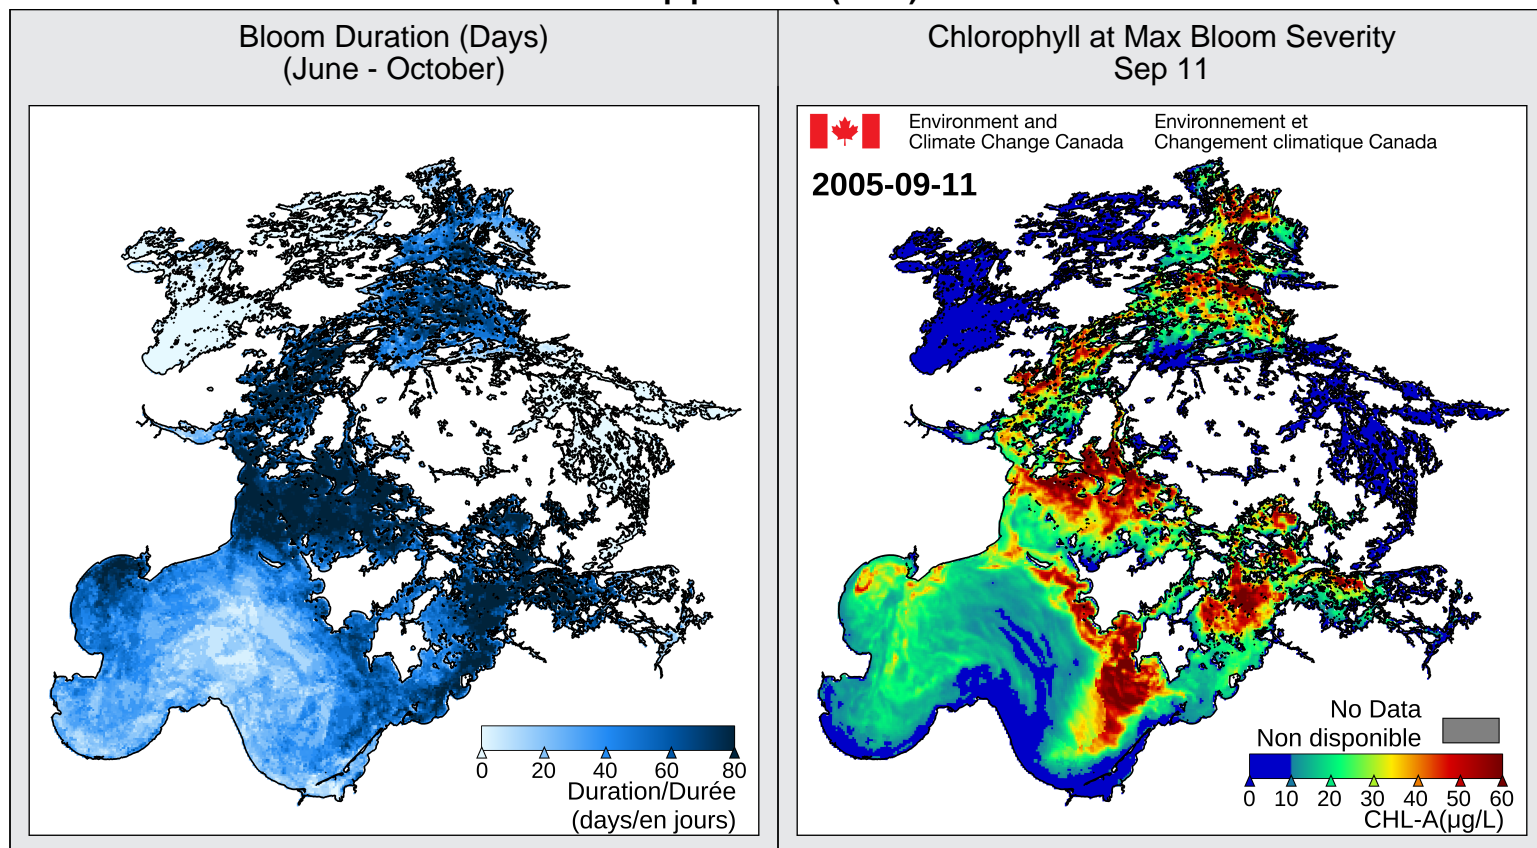 Bloom Duration (Days)
(June - October)
Chlorophyll at Max Bloom Severity
Sep 11
Environment and
Climate Change Canada
Environnement et
Changement climatique Canada
2005-09-11
0 20 40 60 80
Duration/Durée
(days/en jours)
No Data
Non disponible
0 10 20 30 40 50 60
CHL-A(µg/L)